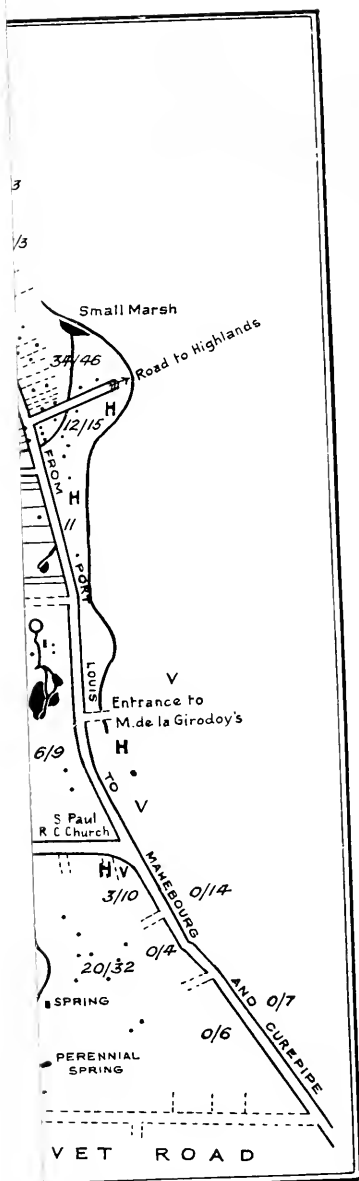 3
/3
Small Marsh
34/46
Road to Highlands
H
12/15
H
11
FROM PORT LOUIS TO MAHEBOURG AND CUREPIPE
V
Entrance to
M. de la Girodoy's
H
6/9
V
S Paul
R C Church
H V
3/10
0/14
0/4
20/32
0/7
SPRING
0/6
PERENNIAL
SPRING
VET ROAD